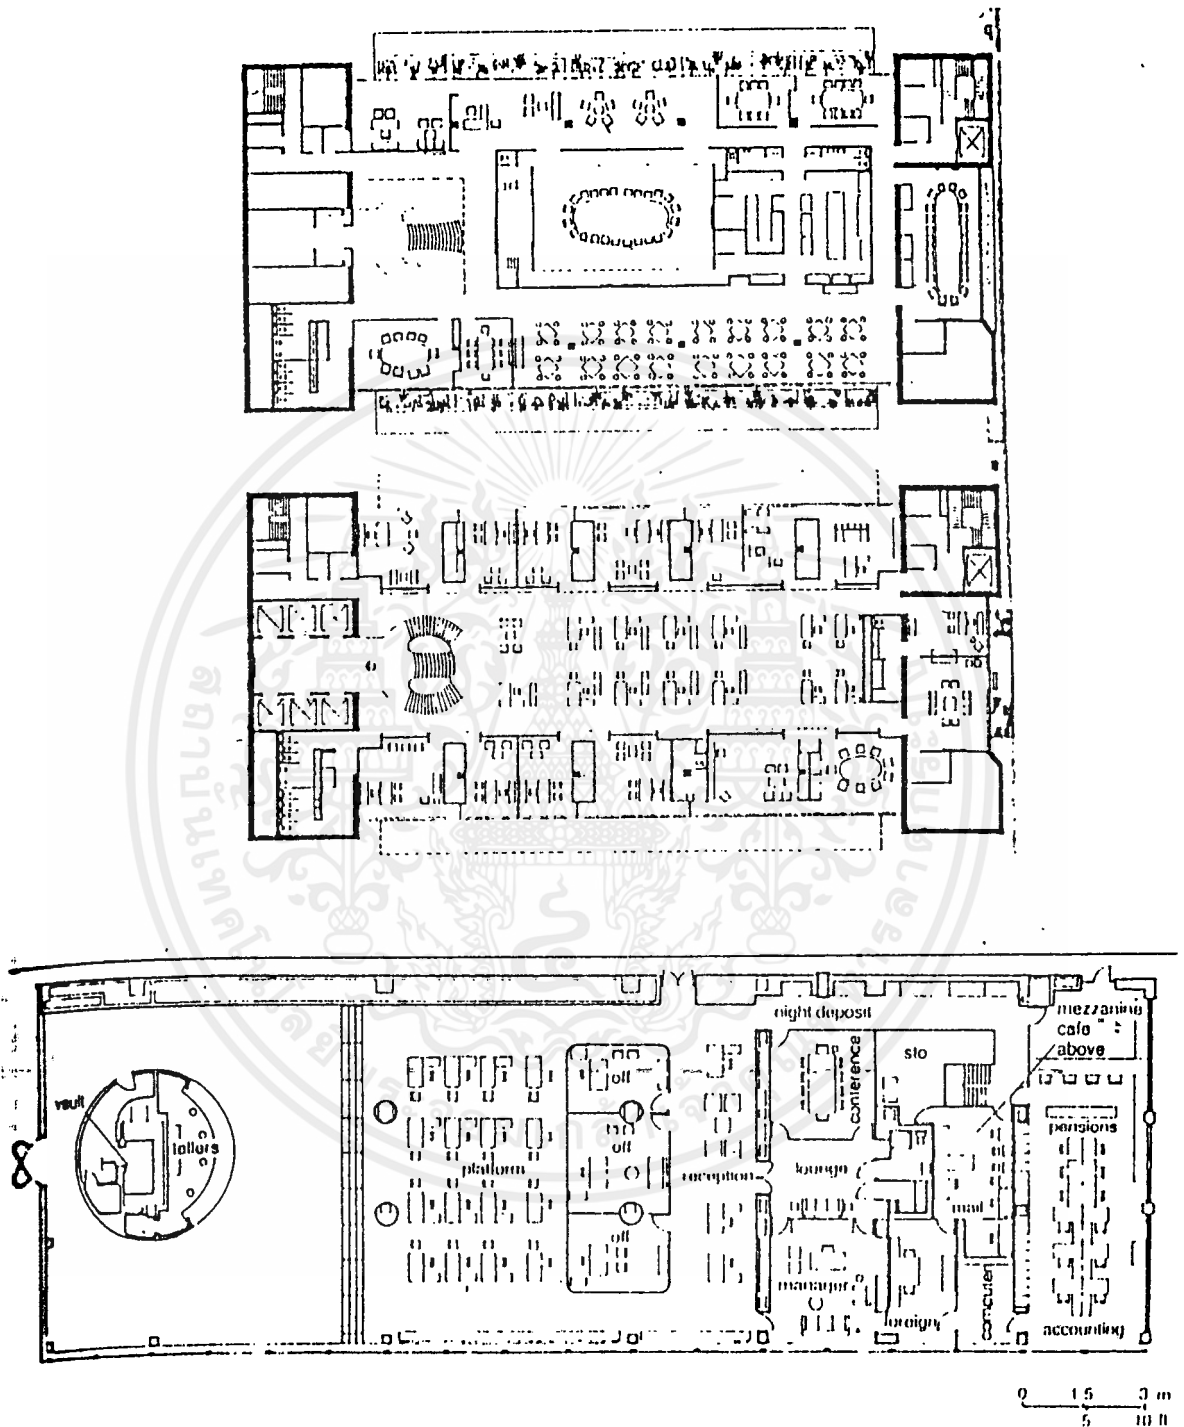 night deposit
mezzanine
cafe
above
sto
conference
off
vault
tellers
off
pensions
platform
reception
lounge
mail
off
manager
foreign
computer
accounting
0 1.5 3 m
5 10 ft